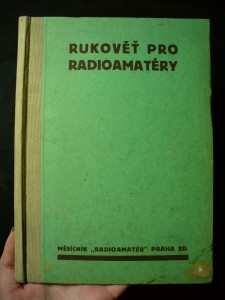 RUKOVĚŤ PRO
RADIOAMATÉRY
MĚSÍČNÍK „RADIOAMATÉR" PRAHA XII.